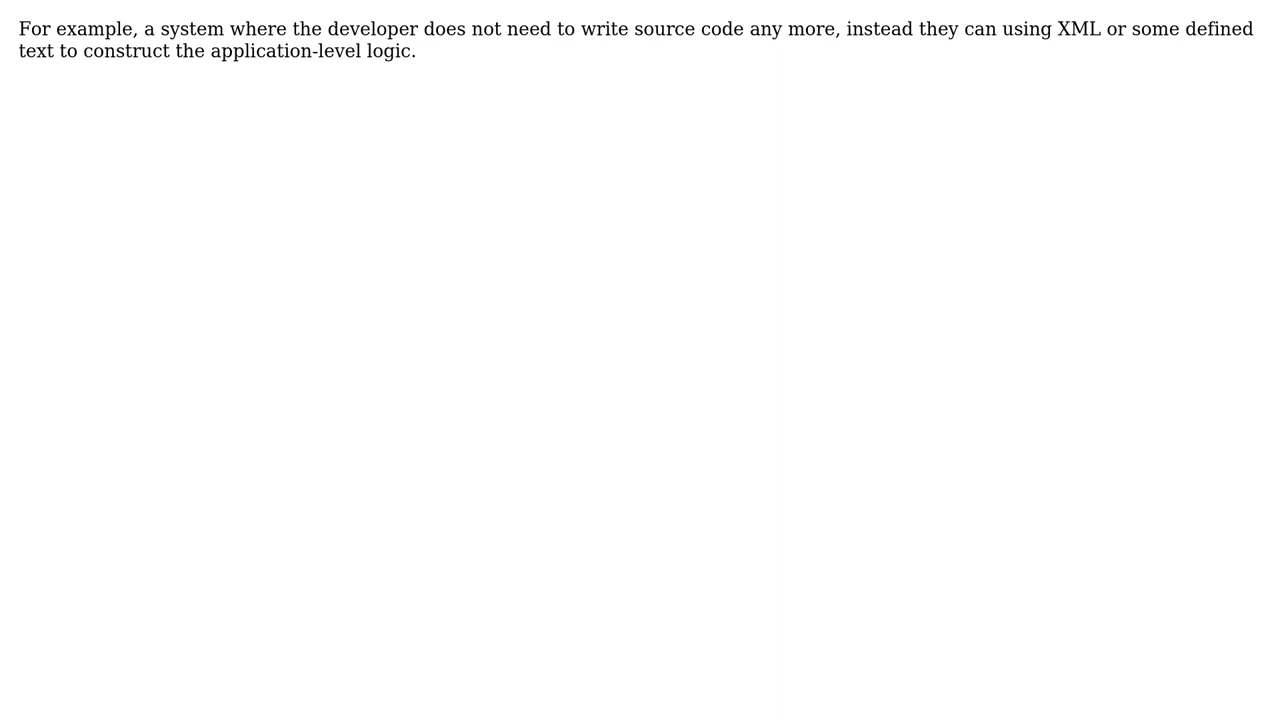 For example, a system where the developer does not need to write source code any more, instead they can using XML or some defined
text to construct the application-level logic.